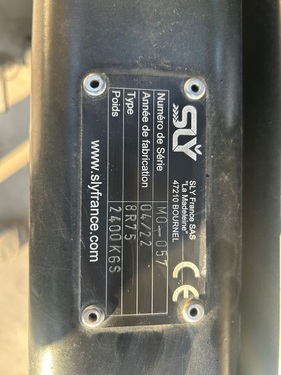 SLY
SLY France SAS
"La Madeleine"
47210 BOURNEL
CE
Numéro de Série MO-057
Année de fabrication 04/22
Type 8R75
Poids 2400KGS
www.slyfrance.com